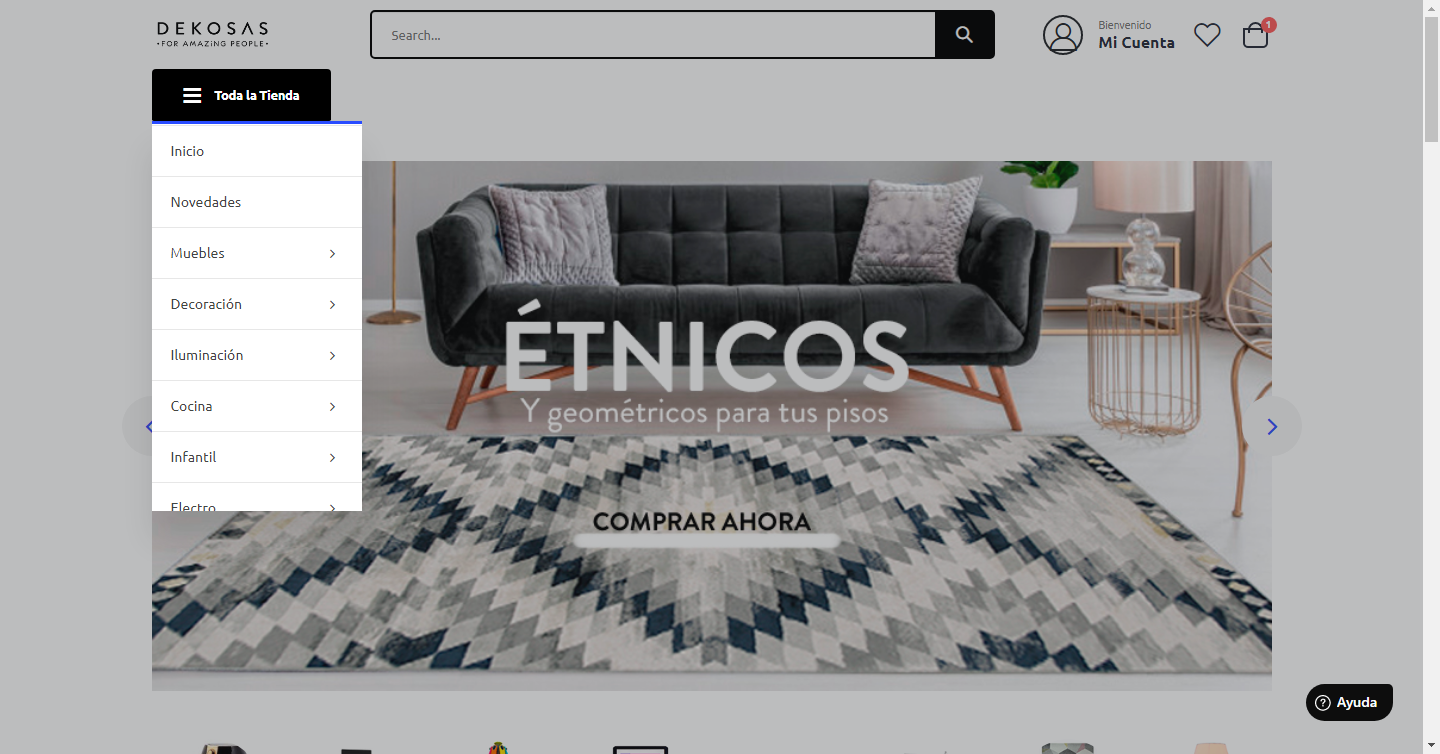 DEKOSAS
•FOR AMAZiNG PEOPLE•
Search...
Bienvenido
Mi Cuenta
1
Toda la Tienda
Inicio
Novedades
Muebles
Decoración
Iluminación
Cocina
Infantil
Electro
ÉTNICOS
Y geométricos para tus pisos
COMPRAR AHORA
Ayuda